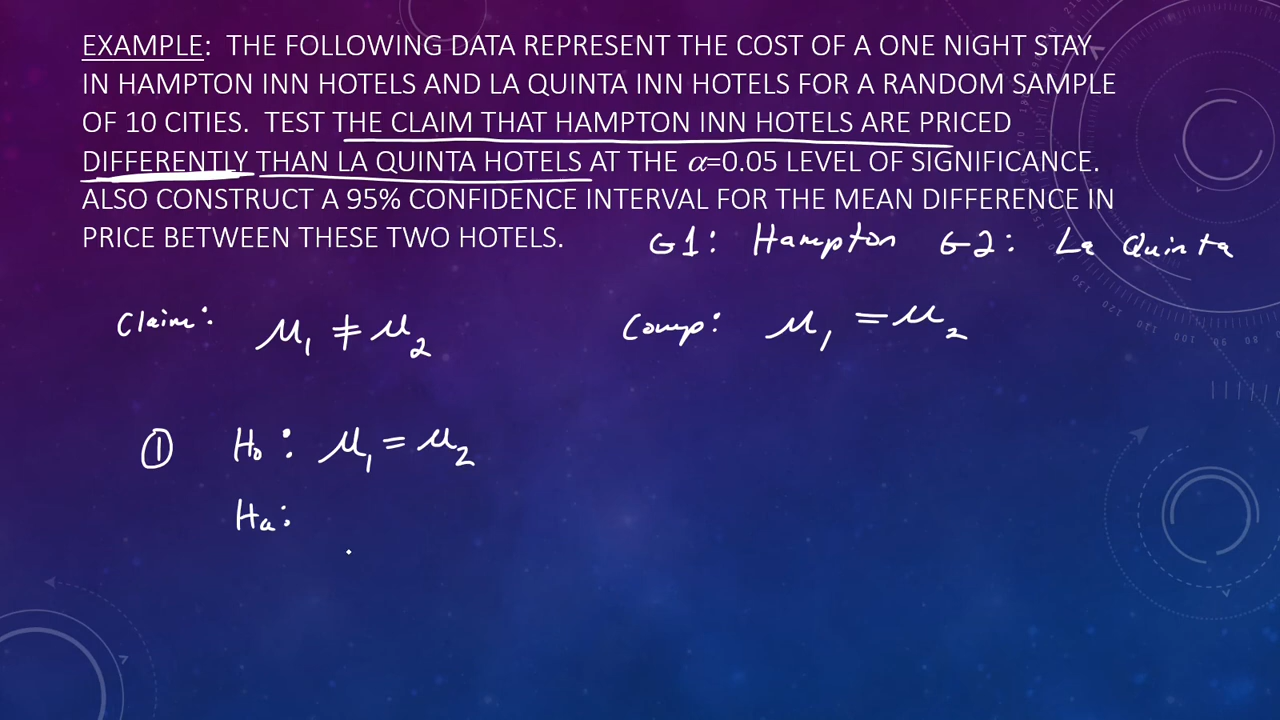 EXAMPLE: THE FOLLOWING DATA REPRESENT THE COST OF A ONE NIGHT STAY
IN HAMPTON INN HOTELS AND LA QUINTA INN HOTELS FOR A RANDOM SAMPLE
OF 10 CITIES. TEST THE CLAIM THAT HAMPTON INN HOTELS ARE PRICED
DIFFERENTLY THAN LA QUINTA HOTELS AT THE α=0.05 LEVEL OF SIGNIFICANCE.
ALSO CONSTRUCT A 95% CONFIDENCE INTERVAL FOR THE MEAN DIFFERENCE IN
PRICE BETWEEN THESE TWO HOTELS.
G1: Hampton G2: La Quinta
Claim: μ₁ ≠ μ₂
Comp: μ₁ = μ₂
① H₀: μ₁ = μ₂
Hₐ: